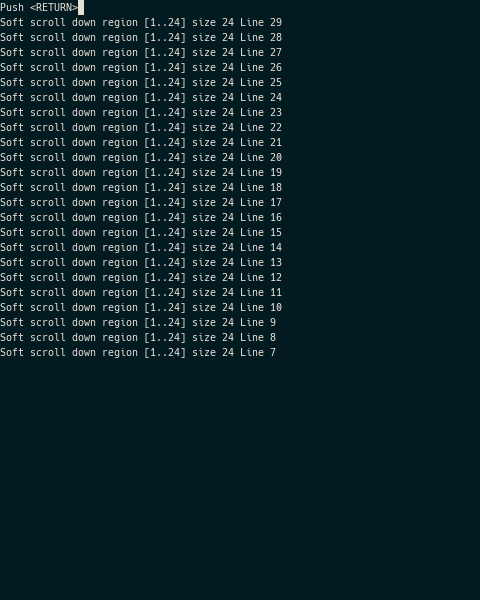 Push <RETURN>
Soft scroll down region [1..24] size 24 Line 29
Soft scroll down region [1..24] size 24 Line 28
Soft scroll down region [1..24] size 24 Line 27
Soft scroll down region [1..24] size 24 Line 26
Soft scroll down region [1..24] size 24 Line 25
Soft scroll down region [1..24] size 24 Line 24
Soft scroll down region [1..24] size 24 Line 23
Soft scroll down region [1..24] size 24 Line 22
Soft scroll down region [1..24] size 24 Line 21
Soft scroll down region [1..24] size 24 Line 20
Soft scroll down region [1..24] size 24 Line 19
Soft scroll down region [1..24] size 24 Line 18
Soft scroll down region [1..24] size 24 Line 17
Soft scroll down region [1..24] size 24 Line 16
Soft scroll down region [1..24] size 24 Line 15
Soft scroll down region [1..24] size 24 Line 14
Soft scroll down region [1..24] size 24 Line 13
Soft scroll down region [1..24] size 24 Line 12
Soft scroll down region [1..24] size 24 Line 11
Soft scroll down region [1..24] size 24 Line 10
Soft scroll down region [1..24] size 24 Line 9
Soft scroll down region [1..24] size 24 Line 8
Soft scroll down region [1..24] size 24 Line 7